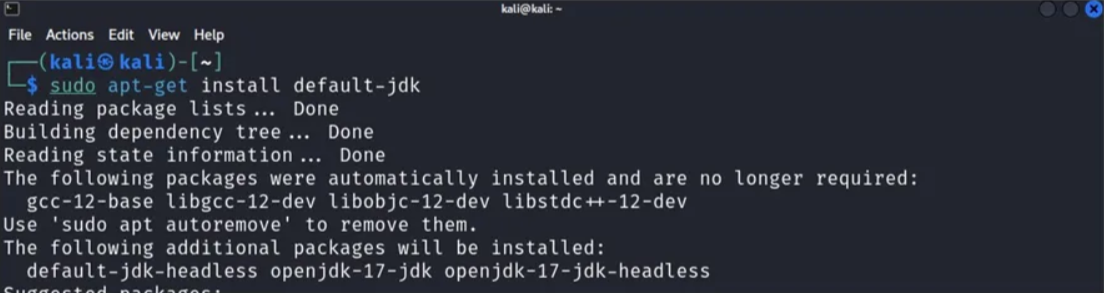 kali@kali: ~
File Actions Edit View Help
┌──(kali㉿kali)-[~]
└─$ sudo apt-get install default-jdk
Reading package lists... Done
Building dependency tree... Done
Reading state information... Done
The following packages were automatically installed and are no longer required:
gcc-12-base libgcc-12-dev libobjc-12-dev libstdc++-12-dev
Use 'sudo apt autoremove' to remove them.
The following additional packages will be installed:
default-jdk-headless openjdk-17-jdk openjdk-17-jdk-headless
Suggested packages: